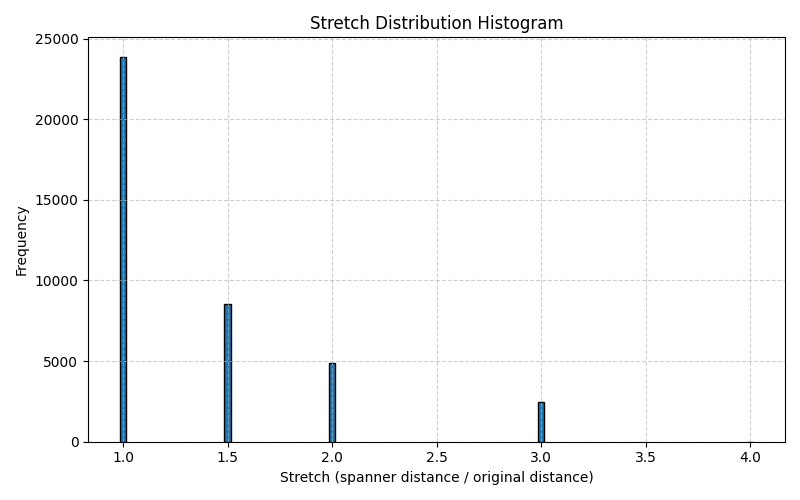 Stretch Distribution Histogram
25000
20000
15000
10000
5000
0
Frequency
1.0 1.5 2.0 2.5 3.0 3.5 4.0
Stretch (spanner distance / original distance)